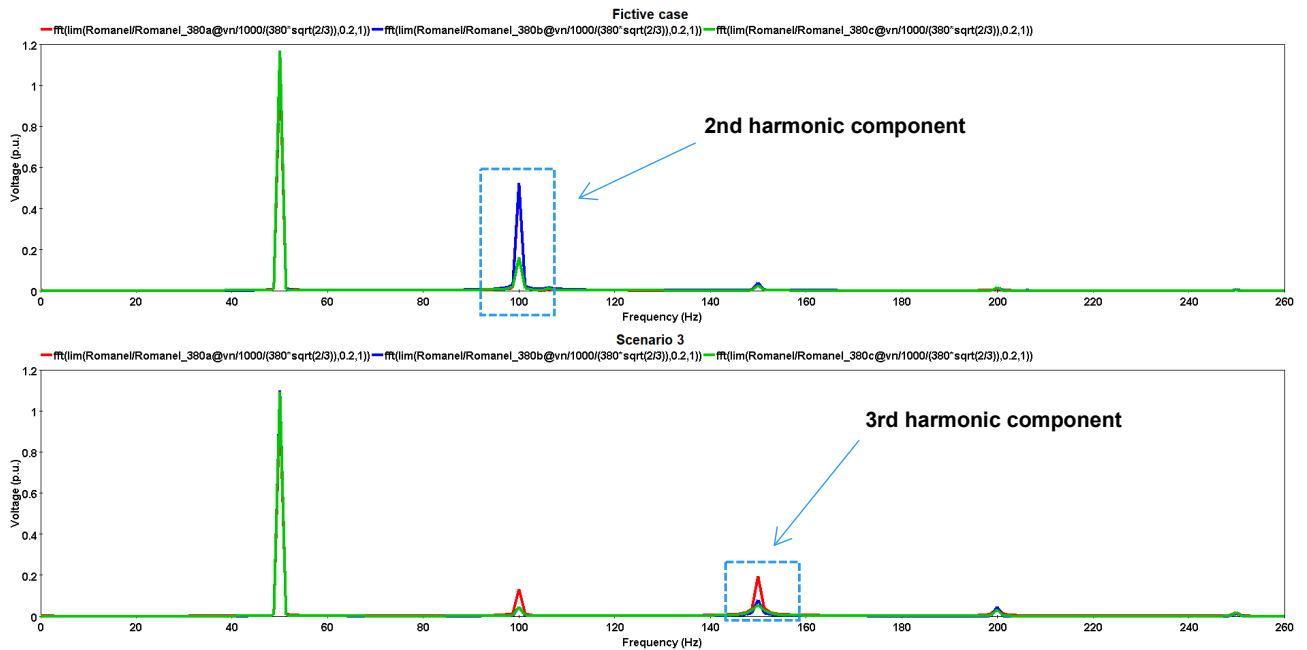 Fictive case
fft(lim(Romanel/Romanel_380a@vn/1000/(380*sqrt(2/3)),0.2,1)) fft(lim(Romanel/Romanel_380b@vn/1000/(380*sqrt(2/3)),0.2,1)) fft(lim(Romanel/Romanel_380c@vn/1000/(380*sqrt(2/3)),0.2,1))
1.2
1
0.8
0.6
0.4
0.2
0
Voltage (p.u.)
2nd harmonic component
0 20 40 60 80 100 120 140 160 180 200 220 240 260
Frequency (Hz)
Scenario 3
fft(lim(Romanel/Romanel_380a@vn/1000/(380*sqrt(2/3)),0.2,1)) fft(lim(Romanel/Romanel_380b@vn/1000/(380*sqrt(2/3)),0.2,1)) fft(lim(Romanel/Romanel_380c@vn/1000/(380*sqrt(2/3)),0.2,1))
1.2
1
0.8
0.6
0.4
0.2
0
Voltage (p.u.)
3rd harmonic component
0 20 40 60 80 100 120 140 160 180 200 220 240 260
Frequency (Hz)